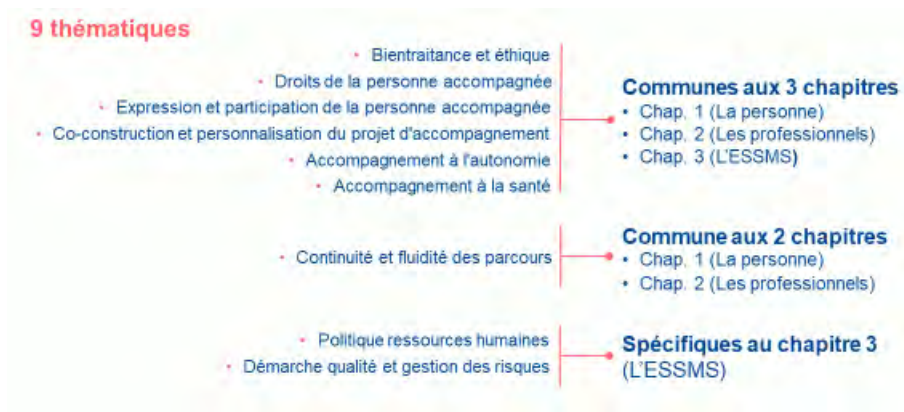 9 thématiques
• Bientraitance et éthique
• Droits de la personne accompagnée
• Expression et participation de la personne accompagnée
• Co-construction et personnalisation du projet d'accompagnement
• Accompagnement à l'autonomie
• Accompagnement à la santé
Communes aux 3 chapitres
• Chap. 1 (La personne)
• Chap. 2 (Les professionnels)
• Chap. 3 (L'ESSMS)
• Continuité et fluidité des parcours
Commune aux 2 chapitres
• Chap. 1 (La personne)
• Chap. 2 (Les professionnels)
• Politique ressources humaines
• Démarche qualité et gestion des risques
Spécifiques au chapitre 3
(L'ESSMS)